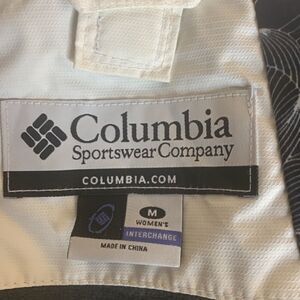 Columbia
Sportswear Company
COLUMBIA.COM
M
WOMEN'S
INTERCHANGE
MADE IN CHINA